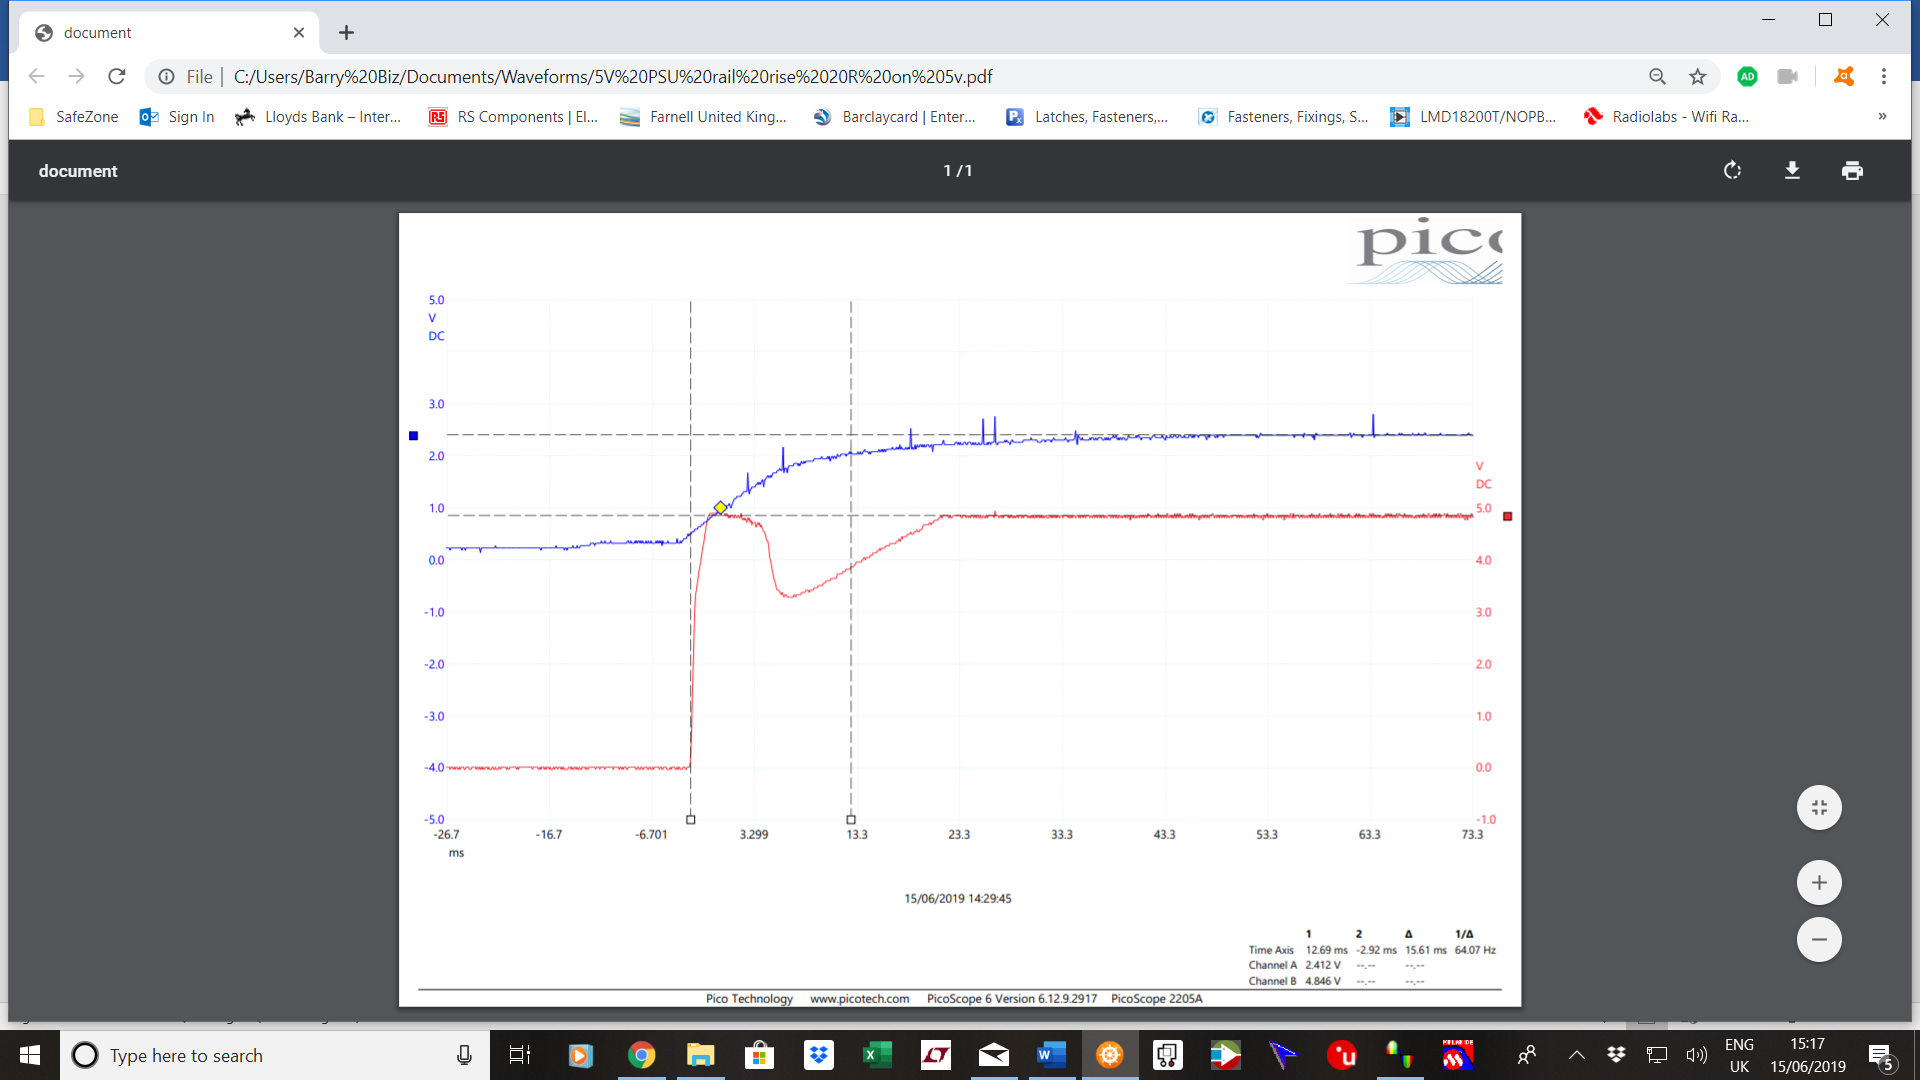 document
File | C:/Users/Barry%20Biz/Documents/Waveforms/5V%20PSU%20rail%20rise%2020R%20on%205v.pdf
AD
SafeZone Sign In Lloyds Bank – Inter... RS Components | El... Farnell United King... Barclaycard | Enter... Latches, Fasteners,... Fasteners, Fixings, S... LMD18200T/NOPB... Radiolabs - Wifi Ra... »
document 1 / 1
pico
5.0
V
DC
3.0
2.0
1.0
0.0
-1.0
-2.0
-3.0
-4.0
-5.0
V
DC
5.0
4.0
3.0
2.0
1.0
0.0
-1.0
-26.7 -16.7 -6.701 3.299 13.3 23.3 33.3 43.3 53.3 63.3 73.3
ms
15/06/2019 14:29:45
1 2 Δ 1/Δ
Time Axis 12.69 ms -2.92 ms 15.61 ms 64.07 Hz
Channel A 2.412 V --.-- --.--
Channel B 4.846 V --.-- --.--
Pico Technology www.picotech.com PicoScope 6 Version 6.12.9.2917 PicoScope 2205A
Type here to search
ENG
UK
15:17
15/06/2019
5